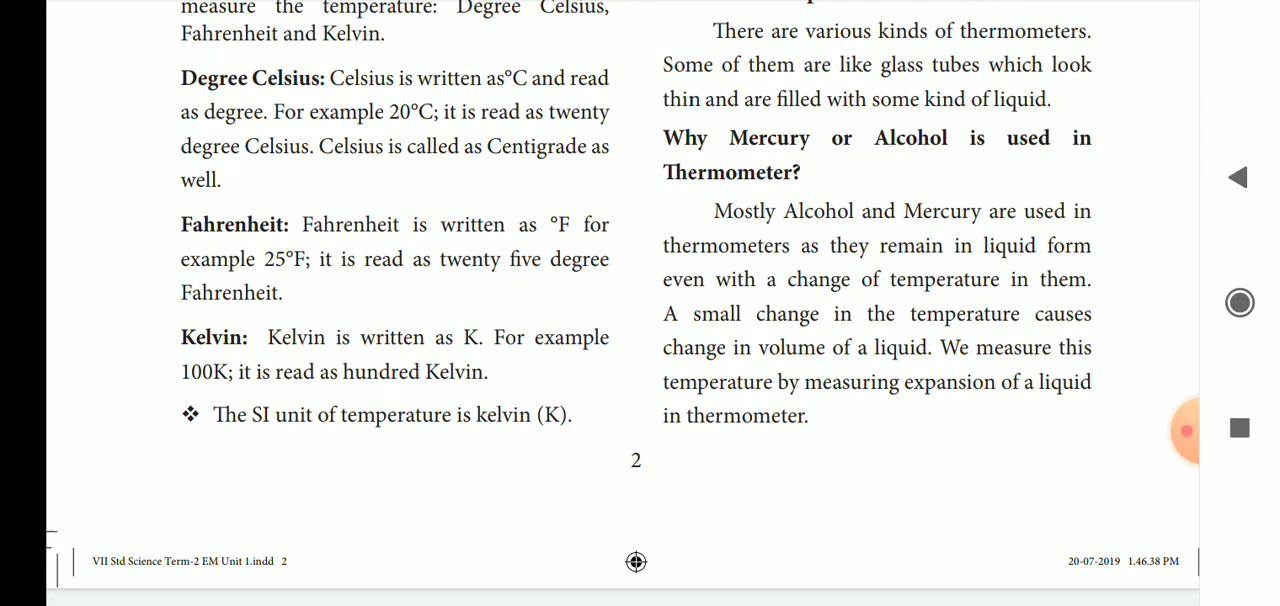 measure the temperature: Degree Celsius,
Fahrenheit and Kelvin.
Degree Celsius: Celsius is written as°C and read
as degree. For example 20°C; it is read as twenty
degree Celsius. Celsius is called as Centigrade as
well.
Fahrenheit: Fahrenheit is written as °F for
example 25°F; it is read as twenty five degree
Fahrenheit.
Kelvin: Kelvin is written as K. For example
100K; it is read as hundred Kelvin.
❖ The SI unit of temperature is kelvin (K).
There are various kinds of thermometers.
Some of them are like glass tubes which look
thin and are filled with some kind of liquid.
Why Mercury or Alcohol is used in
Thermometer?
Mostly Alcohol and Mercury are used in
thermometers as they remain in liquid form
even with a change of temperature in them.
A small change in the temperature causes
change in volume of a liquid. We measure this
temperature by measuring expansion of a liquid
in thermometer.
2
VII Std Science Term-2 EM Unit 1.indd 2
20-07-2019 1.46.38 PM